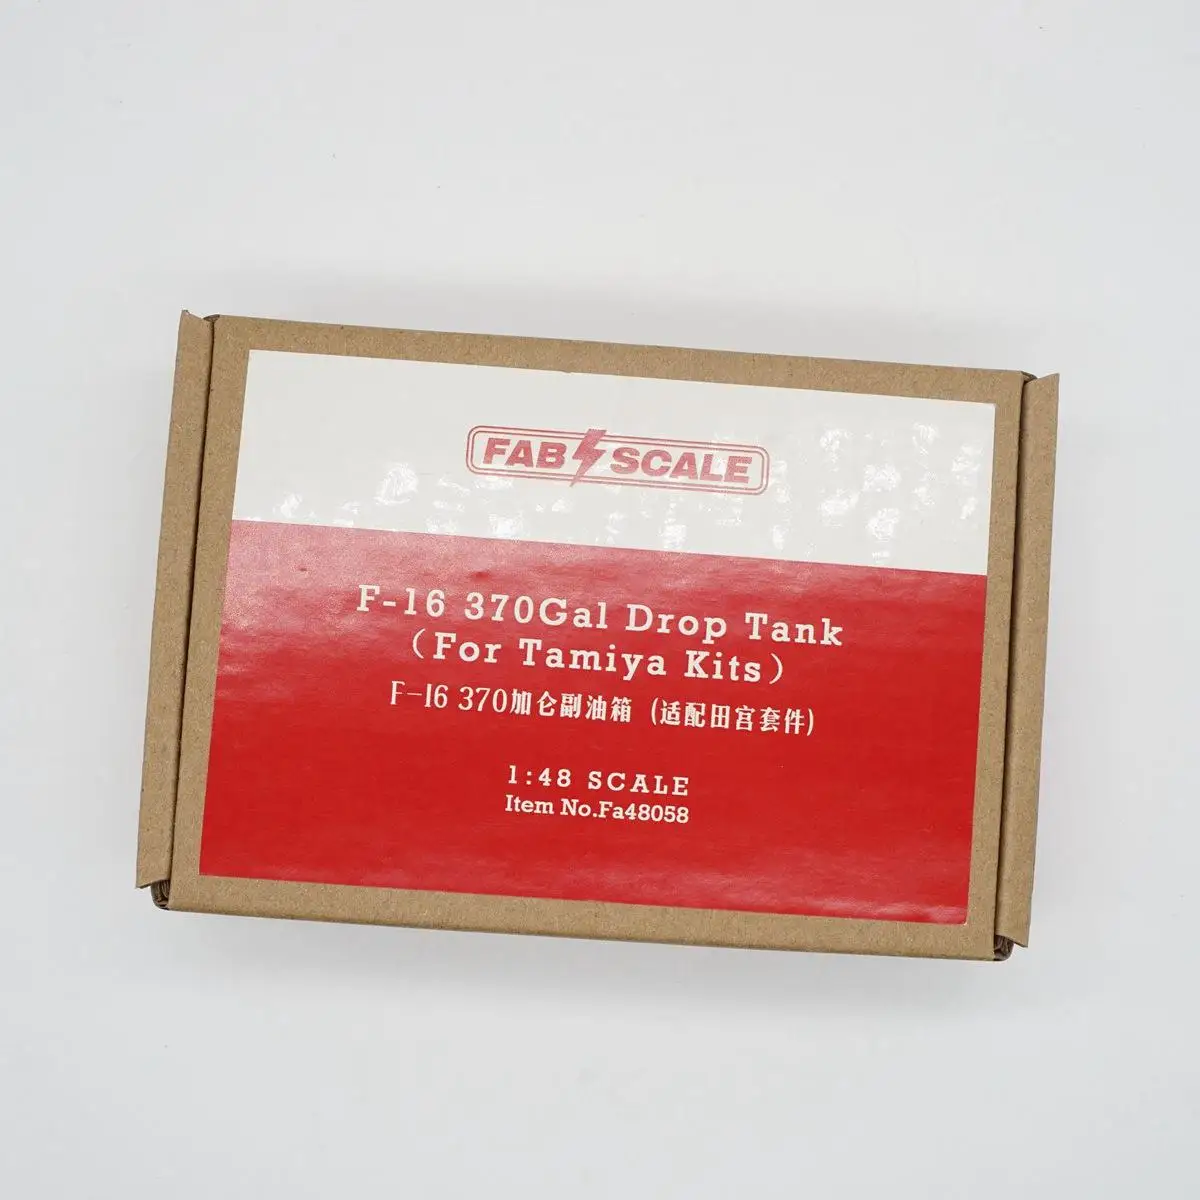 FAB SCALE
F-16 370Gal Drop Tank
（For Tamiya Kits）
F-16 370加仑副油箱（适配田宫套件）
1:48 SCALE
Item No.Fa48058